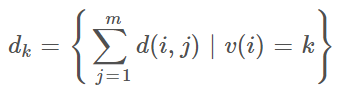 $d_k = \left\{ \sum_{j=1}^{m} d(i,j) \mid v(i) = k \right\}$